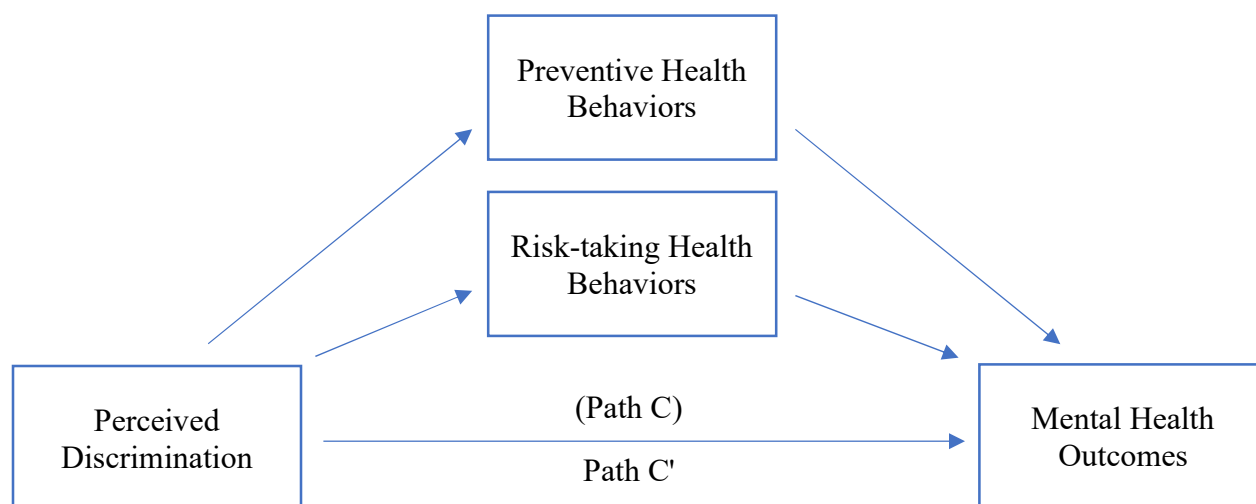 Preventive Health
Behaviors
Risk-taking Health
Behaviors
(Path C)
Path C'
Perceived
Discrimination
Mental Health
Outcomes